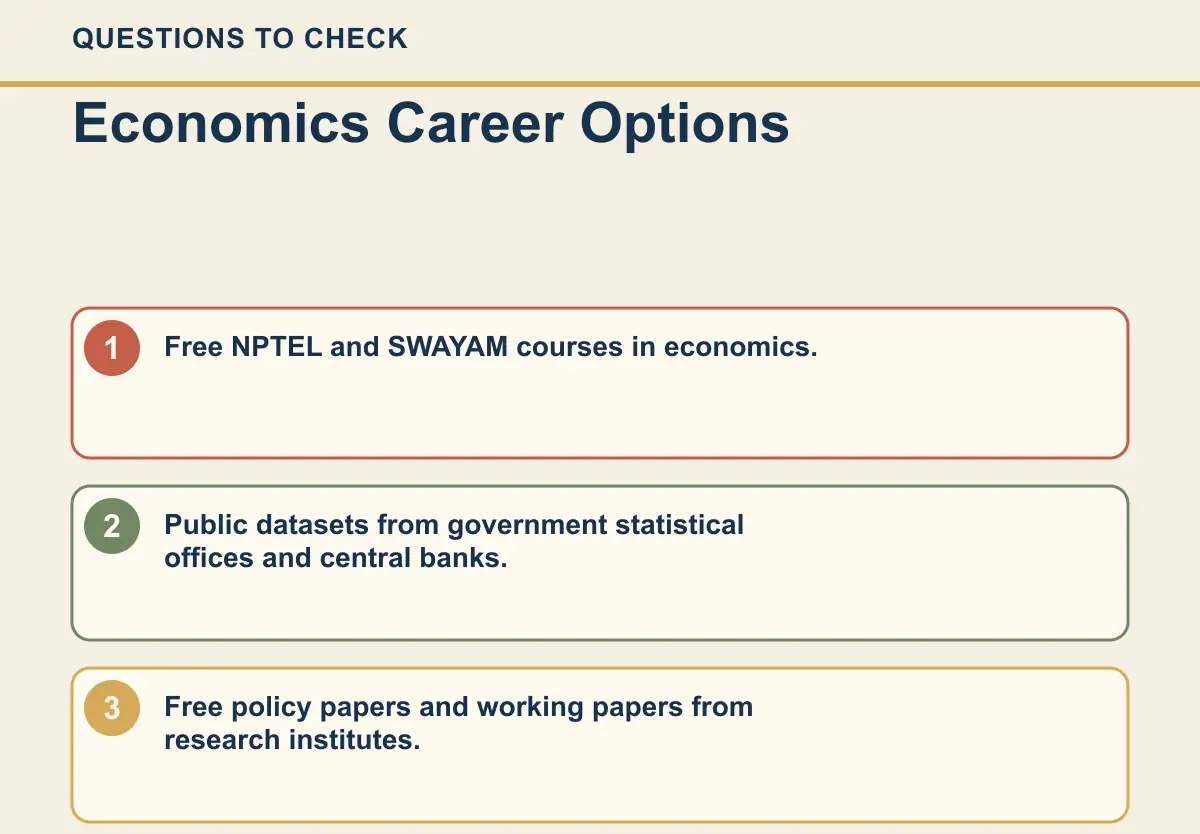 QUESTIONS TO CHECK
Economics Career Options
1
Free NPTEL and SWAYAM courses in economics.
2
Public datasets from government statistical
offices and central banks.
3
Free policy papers and working papers from
research institutes.